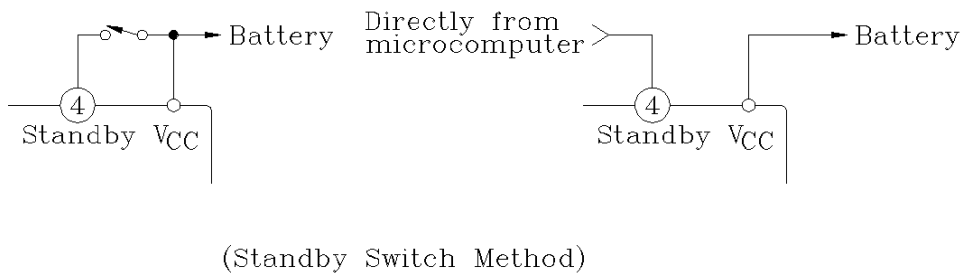 Battery
4
Standby VCC
Directly from
microcomputer
Battery
4
Standby VCC
(Standby Switch Method)